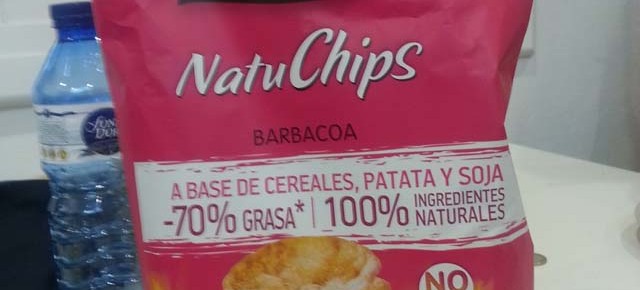 NatuChips
BARBACOA
A BASE DE CEREALES, PATATA Y SOJA
-70% GRASA* | 100% INGREDIENTES NATURALES
NO